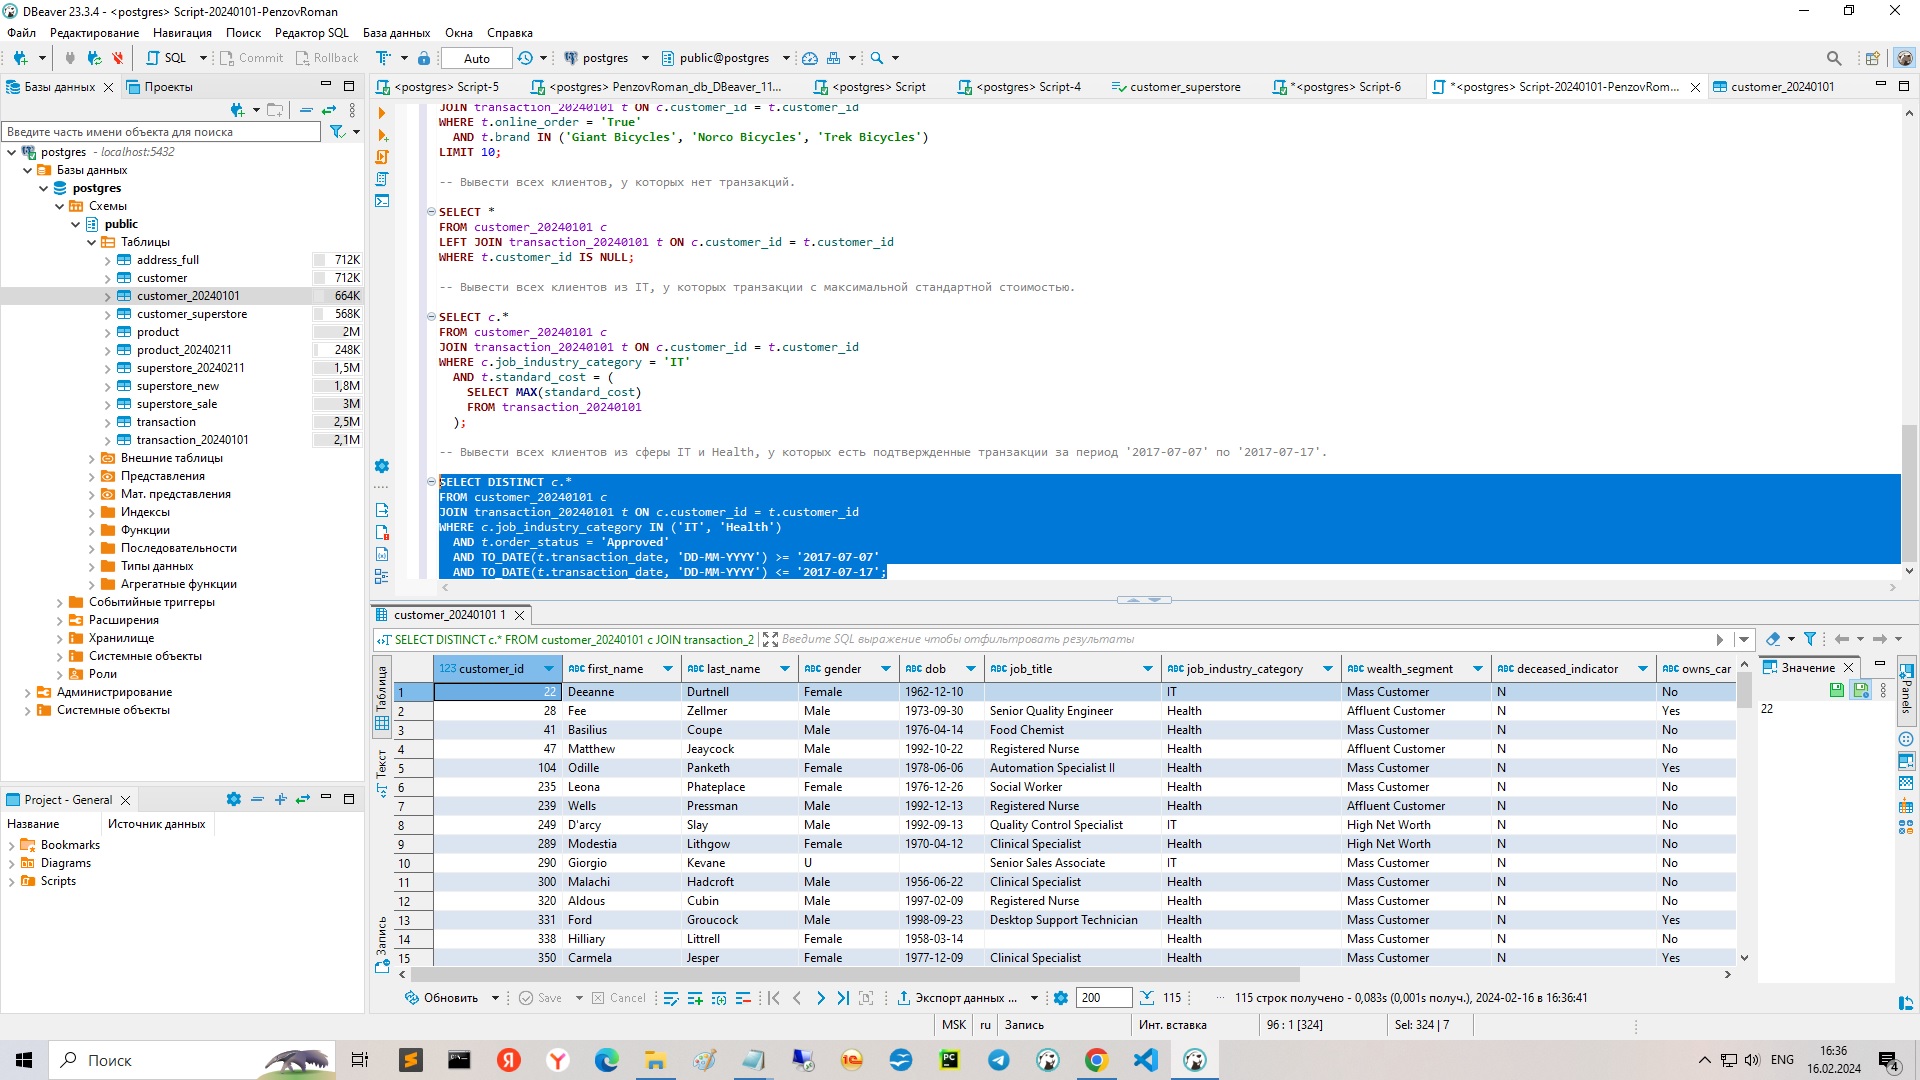 DBeaver 23.3.4 - <postgres> Script-20240101-PenzovRoman
Файл Редактирование Навигация Поиск Редактор SQL База данных Окна Справка
SQL Commit Rollback Auto postgres public@postgres
Базы данных Проекты
<postgres> Script-5 <postgres> PenzovRoman_db_DBeaver_11... <postgres> Script <postgres> Script-4 customer_superstore *<postgres> Script-6 *<postgres> Script-20240101-PenzovRom... customer_20240101
Введите часть имени объекта для поиска
postgres - localhost:5432
Базы данных
postgres
Схемы
public
Таблицы
address_full 712K
customer 712K
customer_20240101 664K
customer_superstore 568K
product 2M
product_20240211 248K
superstore_20240211 1,5M
superstore_new 1,8M
superstore_sale 3M
transaction 2,5M
transaction_20240101 2,1M
Внешние таблицы
Представления
Мат. представления
Индексы
Функции
Последовательности
Типы данных
Агрегатные функции
Событийные триггеры
Расширения
Хранилище
Системные объекты
Роли
Администрирование
Системные объекты
Project - General
Название Источник данных
Bookmarks
Diagrams
Scripts
JOIN transaction_20240101 t ON c.customer_id = t.customer_id
WHERE t.online_order = 'True'
AND t.brand IN ('Giant Bicycles', 'Norco Bicycles', 'Trek Bicycles')
LIMIT 10;
-- Вывести всех клиентов, у которых нет транзакций.
SELECT *
FROM customer_20240101 c
LEFT JOIN transaction_20240101 t ON c.customer_id = t.customer_id
WHERE t.customer_id IS NULL;
-- Вывести всех клиентов из IT, у которых транзакции с максимальной стандартной стоимостью.
SELECT c.*
FROM customer_20240101 c
JOIN transaction_20240101 t ON c.customer_id = t.customer_id
WHERE c.job_industry_category = 'IT'
AND t.standard_cost = (
SELECT MAX(standard_cost)
FROM transaction_20240101
);
-- Вывести всех клиентов из сферы IT и Health, у которых есть подтвержденные транзакции за период '2017-07-07' по '2017-07-17'.
SELECT DISTINCT c.*
FROM customer_20240101 c
JOIN transaction_20240101 t ON c.customer_id = t.customer_id
WHERE c.job_industry_category IN ('IT', 'Health')
AND t.order_status = 'Approved'
AND TO_DATE(t.transaction_date, 'DD-MM-YYYY') >= '2017-07-07'
AND TO_DATE(t.transaction_date, 'DD-MM-YYYY') <= '2017-07-17';
customer_20240101 1
SELECT DISTINCT c.* FROM customer_20240101 c JOIN transaction_2 Введите SQL выражение чтобы отфильтровать результаты
Таблица
Текст
Запись
123 customer_id ABC first_name ABC last_name ABC gender ABC dob ABC job_title ABC job_industry_category ABC wealth_segment ABC deceased_indicator ABC owns_car
1 22 Deeanne Durtnell Female 1962-12-10 IT Mass Customer N No
2 28 Fee Zellmer Male 1973-09-30 Senior Quality Engineer Health Affluent Customer N Yes
3 41 Basilius Coupe Male 1976-04-14 Food Chemist Health Mass Customer N No
4 47 Matthew Jeaycock Male 1992-10-22 Registered Nurse Health Affluent Customer N No
5 104 Odille Panketh Female 1978-06-06 Automation Specialist II Health Mass Customer N Yes
6 235 Leona Phateplace Female 1976-12-26 Social Worker Health Mass Customer N No
7 239 Wells Pressman Male 1992-12-13 Registered Nurse Health Affluent Customer N No
8 249 D'arcy Slay Male 1992-09-13 Quality Control Specialist IT High Net Worth N No
9 289 Modestia Lithgow Female 1970-04-12 Clinical Specialist Health High Net Worth N No
10 290 Giorgio Kevane U Senior Sales Associate IT Mass Customer N No
11 300 Malachi Hadcroft Male 1956-06-22 Clinical Specialist Health Mass Customer N No
12 320 Aldous Cubin Male 1997-02-09 Registered Nurse Health Mass Customer N No
13 331 Ford Groucock Male 1998-09-23 Desktop Support Technician Health Mass Customer N Yes
14 338 Hilliary Littrell Female 1958-03-14 Health Mass Customer N No
15 350 Carmela Jesper Female 1977-12-09 Clinical Specialist Health Mass Customer N Yes
Значение
22
Panels
Обновить Save Cancel Экспорт данных ... 200 115 115 строк получено - 0,083s (0,001s получ.), 2024-02-16 в 16:36:41
MSK ru Запись Инт. вставка 96 : 1 [324] Sel: 324 | 7
Поиск
ENG
16:36
16.02.2024
4